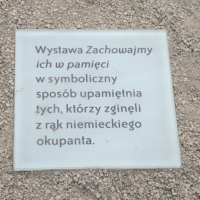 Wystawa Zachowajmy
ich w pamięci
w symboliczny
sposób upamiętnia
tych, którzy zginęli
z rąk niemieckiego
okupanta.